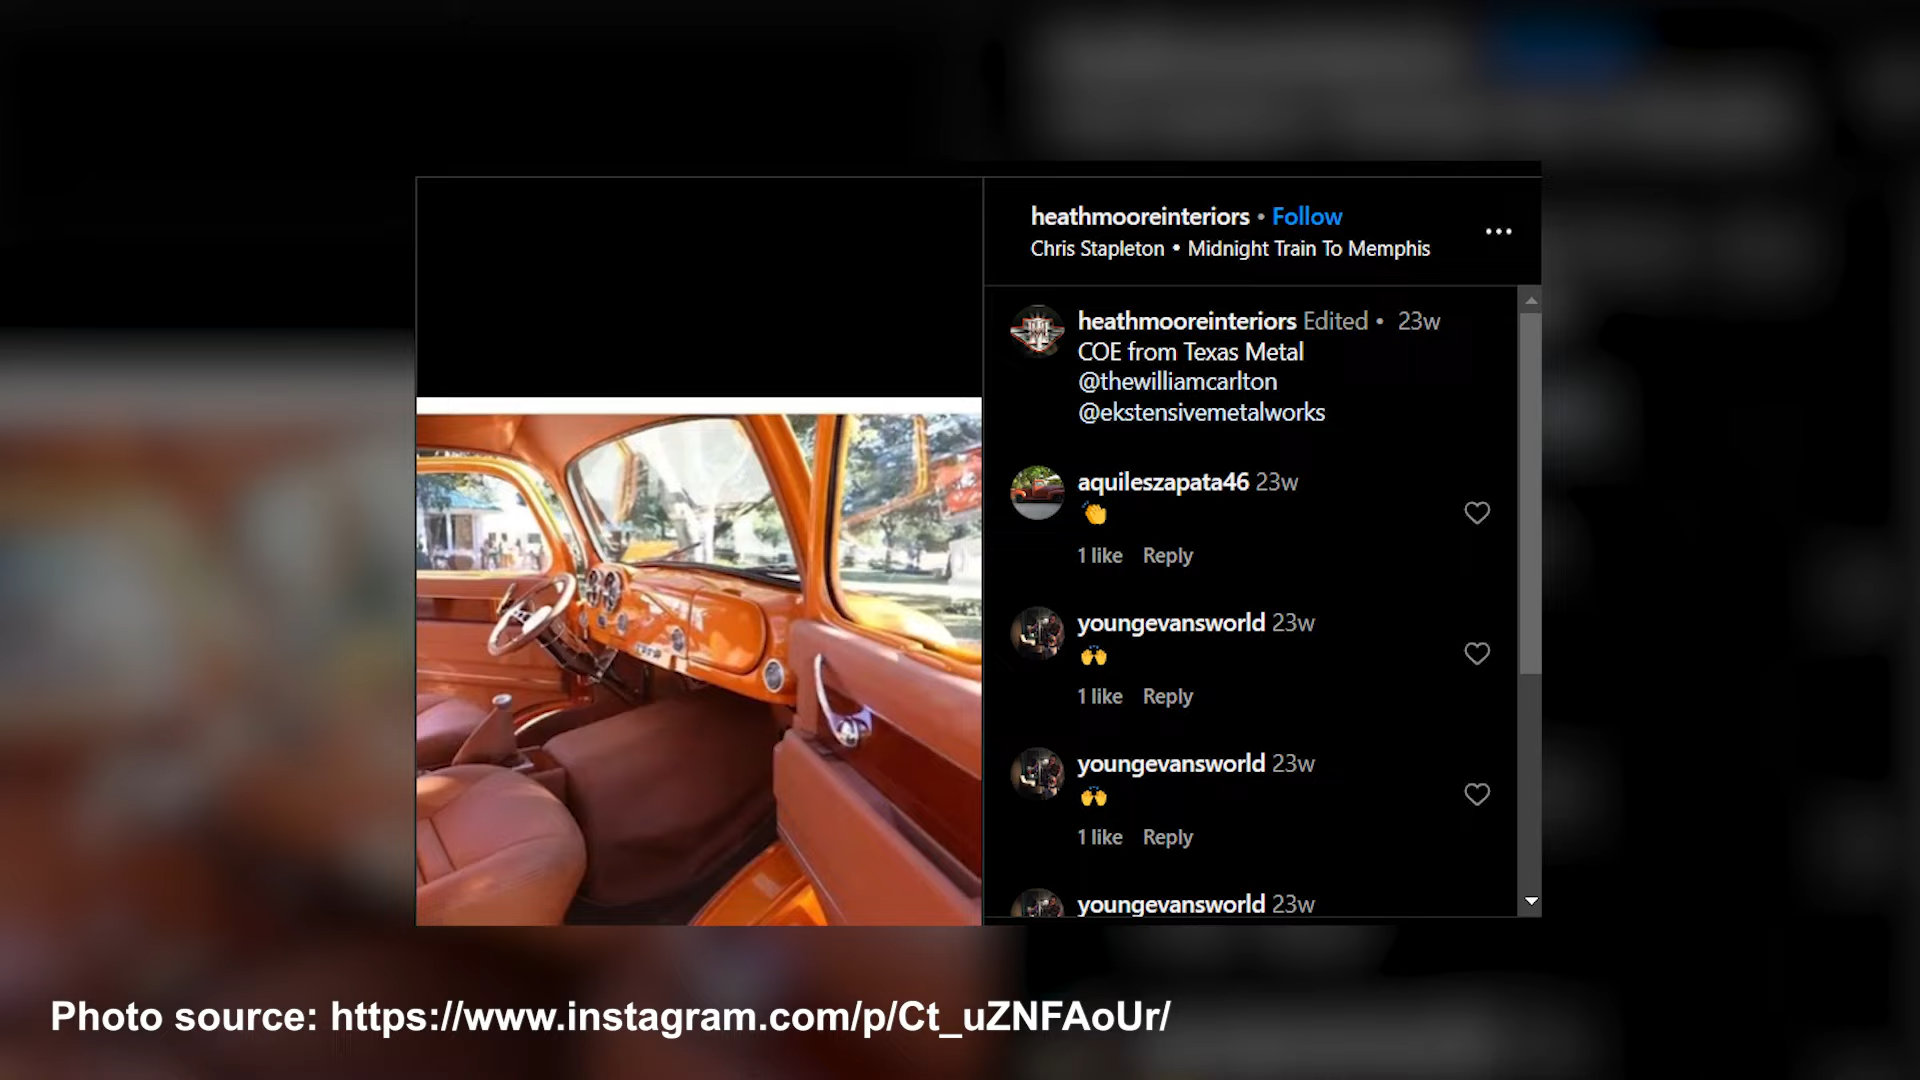 heathmooreinteriors • Follow
Chris Stapleton • Midnight Train To Memphis
heathmooreinteriors Edited • 23w
COE from Texas Metal
@thewilliamcarlton
@ekstensivemetalworks
aquileszapata46 23w
👏
1 like Reply
youngevansworld 23w
🙌
1 like Reply
youngevansworld 23w
🙌
1 like Reply
youngevansworld 23w
Photo source: https://www.instagram.com/p/Ct_uZNFAoUr/